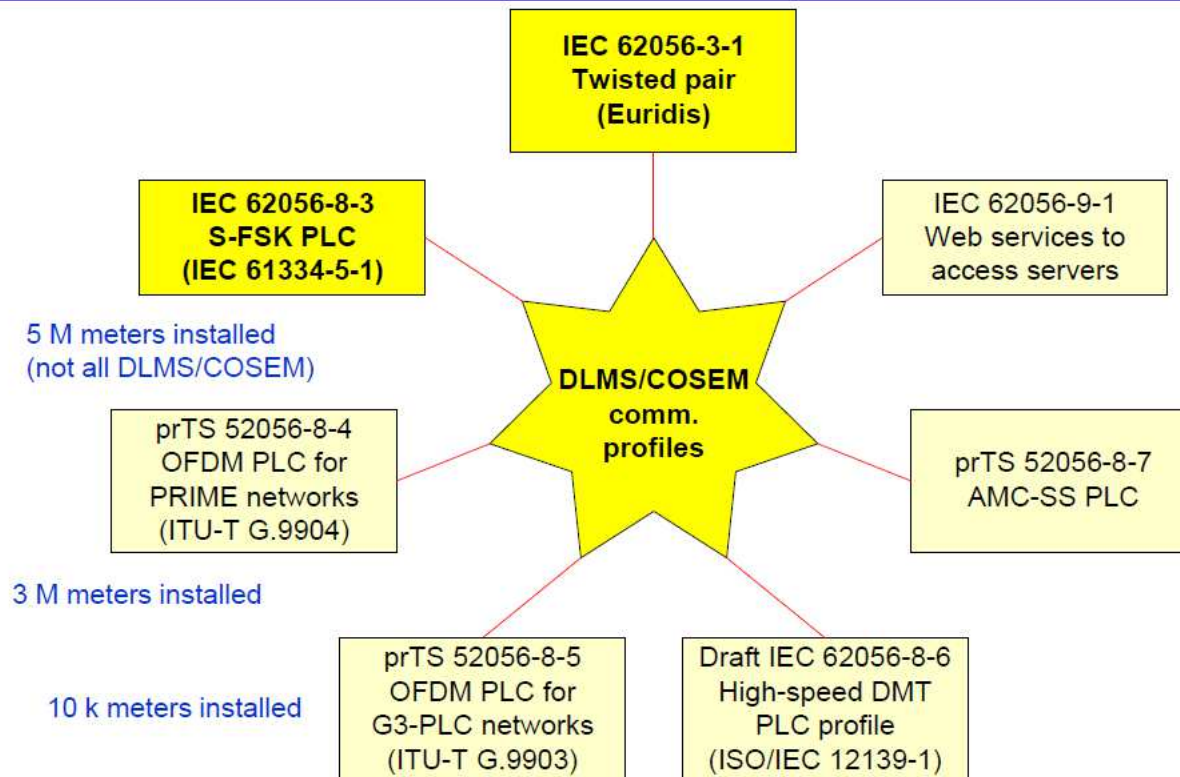 IEC 62056-3-1
Twisted pair
(Euridis)
IEC 62056-8-3
S-FSK PLC
(IEC 61334-5-1)
IEC 62056-9-1
Web services to
access servers
5 M meters installed
(not all DLMS/COSEM)
DLMS/COSEM
comm.
profiles
prTS 52056-8-4
OFDM PLC for
PRIME networks
(ITU-T G.9904)
prTS 52056-8-7
AMC-SS PLC
3 M meters installed
prTS 52056-8-5
OFDM PLC for
G3-PLC networks
(ITU-T G.9903)
Draft IEC 62056-8-6
High-speed DMT
PLC profile
(ISO/IEC 12139-1)
10 k meters installed